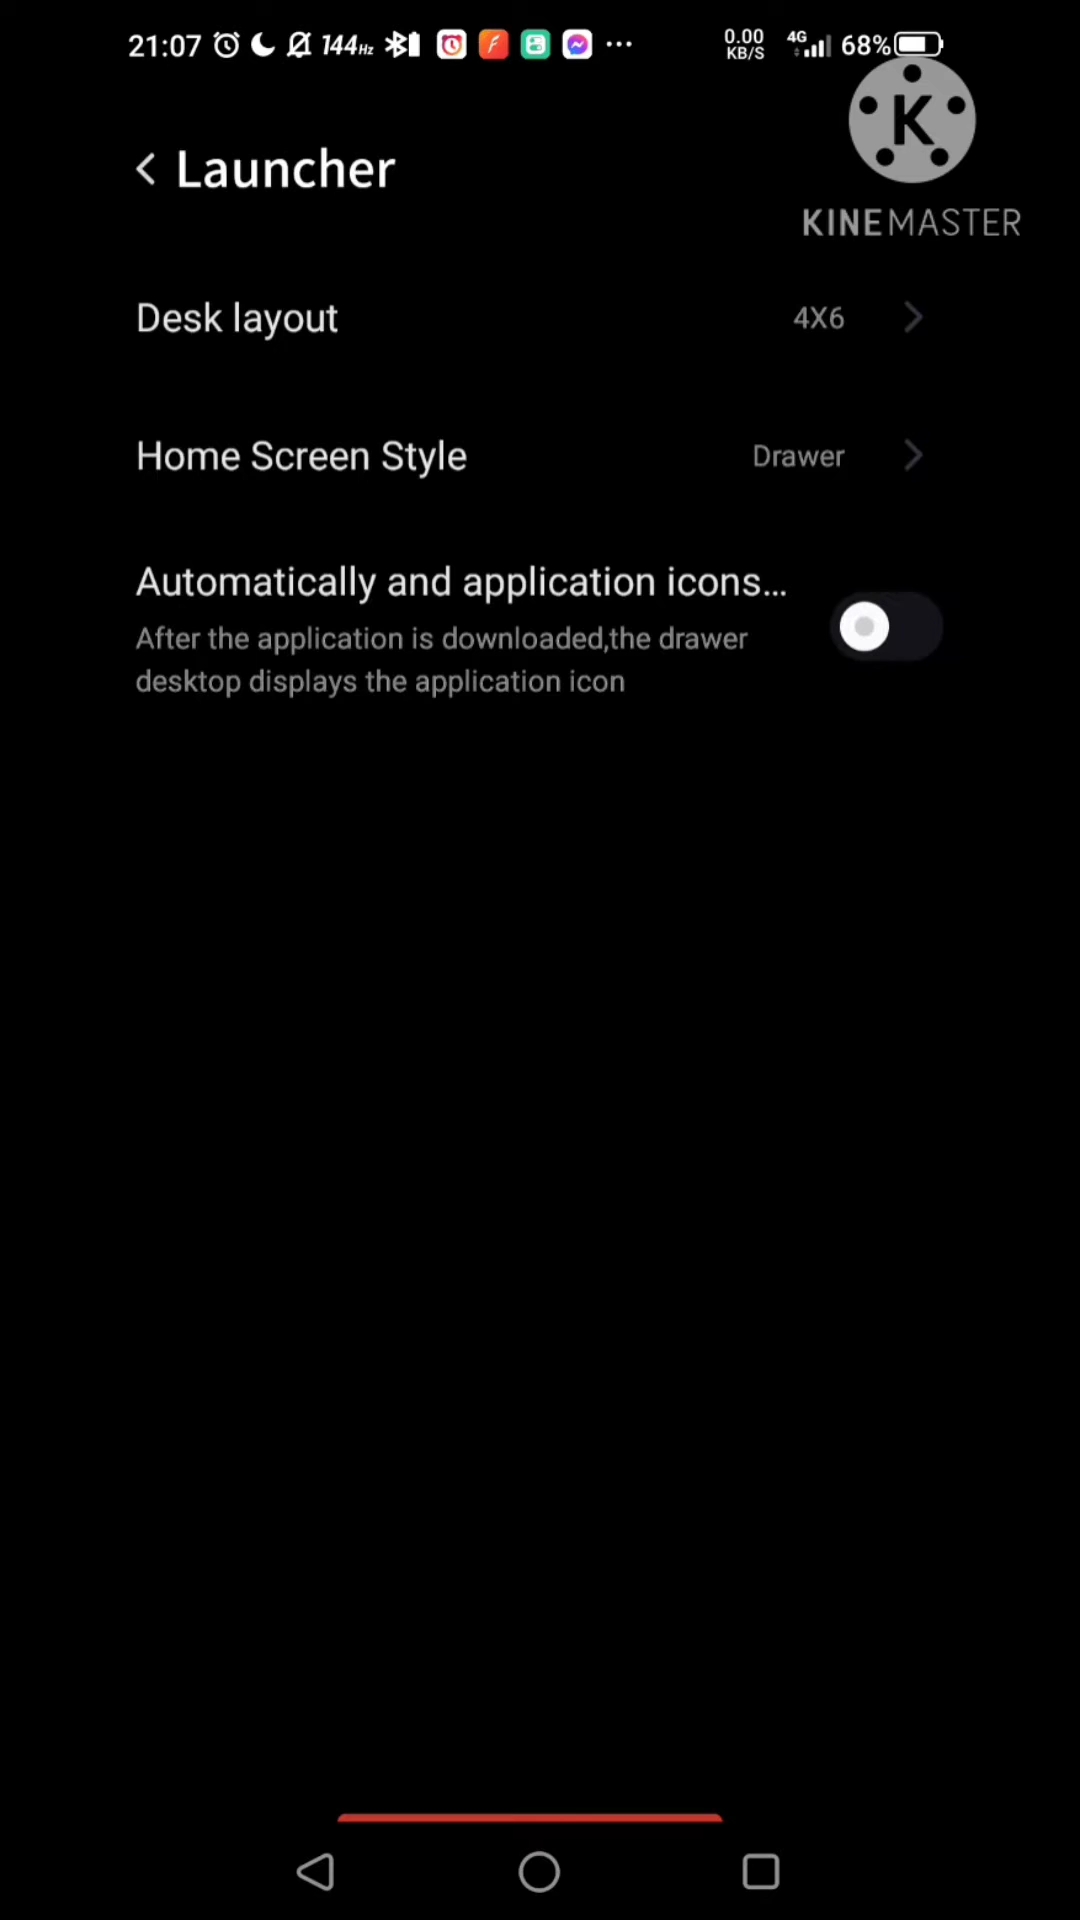 21:07 144Hz 0.00 KB/S 4G 68%
K
KINEMASTER
Launcher
Desk layout 4X6
Home Screen Style Drawer
Automatically and application icons...
After the application is downloaded,the drawer
desktop displays the application icon